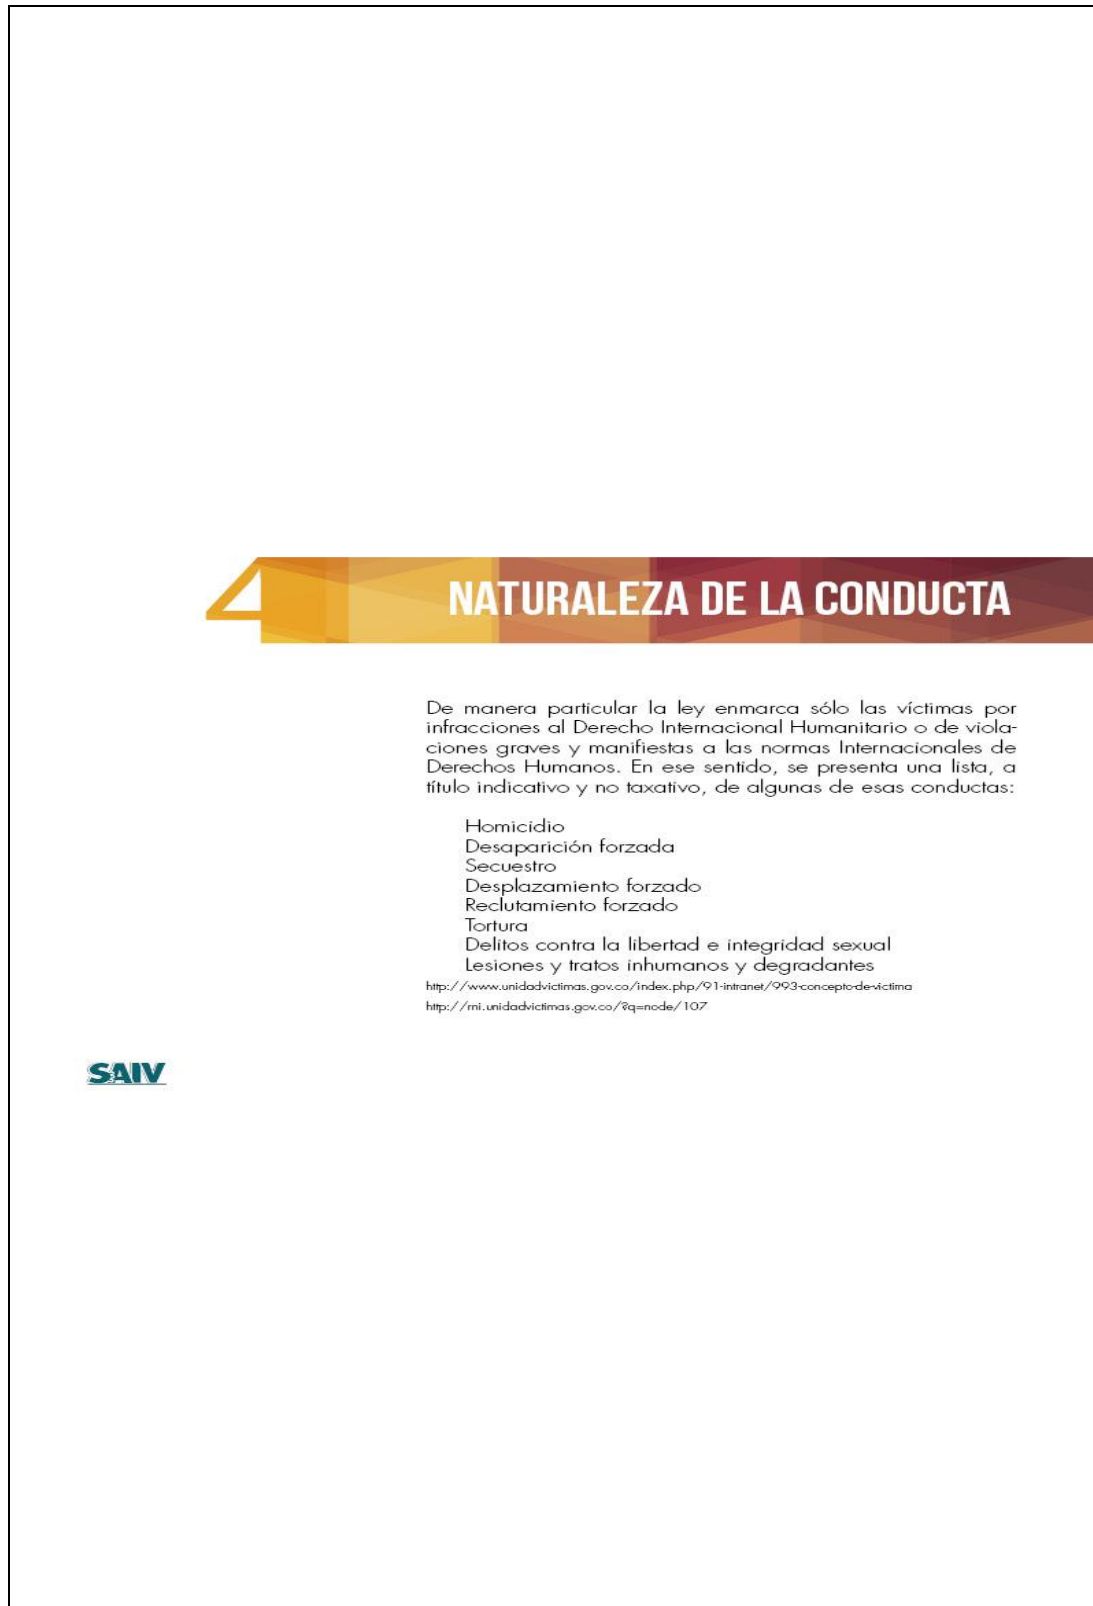 4
NATURALEZA DE LA CONDUCTA
De manera particular la ley enmarca sólo las víctimas por
infracciones al Derecho Internacional Humanitario o de viola-
ciones graves y manifiestas a las normas Internacionales de
Derechos Humanos. En ese sentido, se presenta una lista, a
título indicativo y no taxativo, de algunas de esas conductas:
Homicidio
Desaparición forzada
Secuestro
Desplazamiento forzado
Reclutamiento forzado
Tortura
Delitos contra la libertad e integridad sexual
Lesiones y tratos inhumanos y degradantes
http://www.unidadvictimas.gov.co/index.php/91-intranet/993-concepto-de-victima
http://rni.unidadvictimas.gov.co/?q=node/107
SAIV